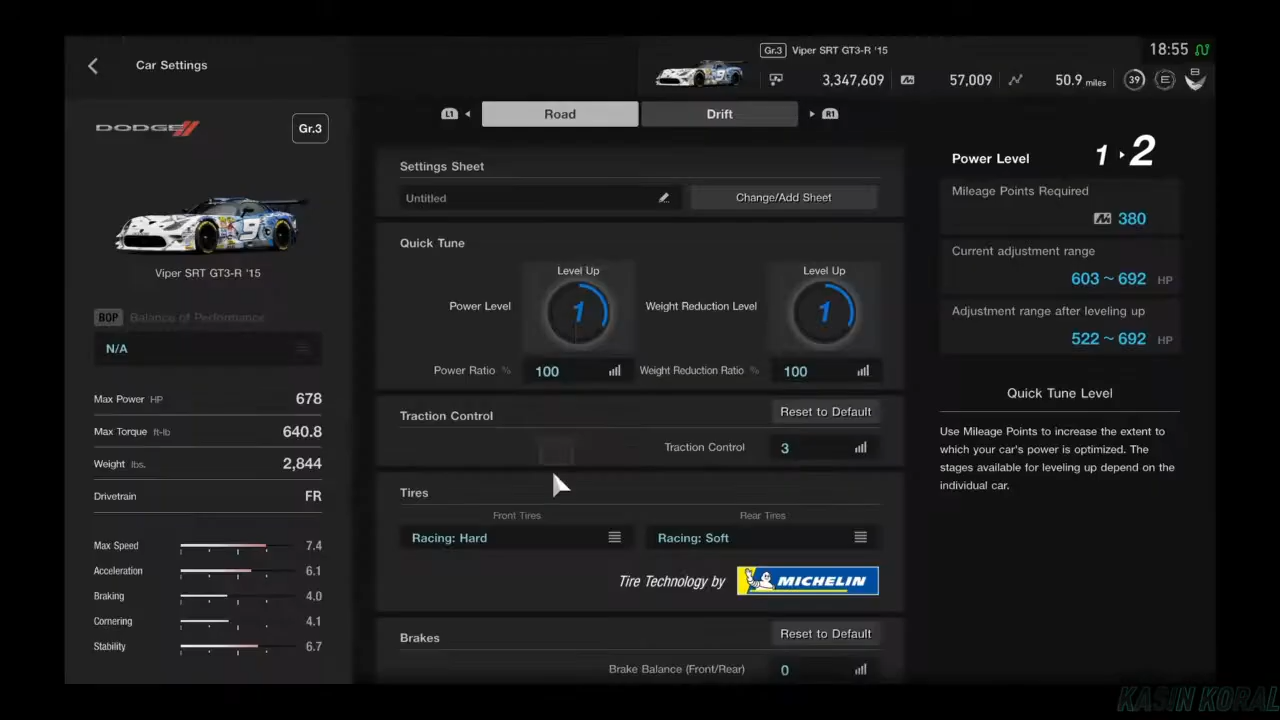 Gr.3 Viper SRT GT3-R '15
18:55
Car Settings
3,347,609
57,009
50.9 miles
39
E
L1
Road
Drift
R1
DODGE
Gr.3
9
Viper SRT GT3-R '15
BOP Balance of Performance
N/A
Max Power HP 678
Max Torque ft-lb 640.8
Weight lbs. 2,844
Drivetrain FR
Max Speed 7.4
Acceleration 6.1
Braking 4.0
Cornering 4.1
Stability 6.7
Settings Sheet
Untitled
Change/Add Sheet
Quick Tune
Level Up
Level Up
Power Level
1
Weight Reduction Level
1
Power Ratio % 100
Weight Reduction Ratio % 100
Traction Control
Reset to Default
Traction Control 3
Tires
Front Tires
Rear Tires
Racing: Hard
Racing: Soft
Tire Technology by MICHELIN
Brakes
Reset to Default
Brake Balance (Front/Rear) 0
Power Level 1 2
Mileage Points Required
380
Current adjustment range
603 ~ 692 HP
Adjustment range after leveling up
522 ~ 692 HP
Quick Tune Level
Use Mileage Points to increase the extent to
which your car's power is optimized. The
stages available for leveling up depend on the
individual car.
KASIN KORAL